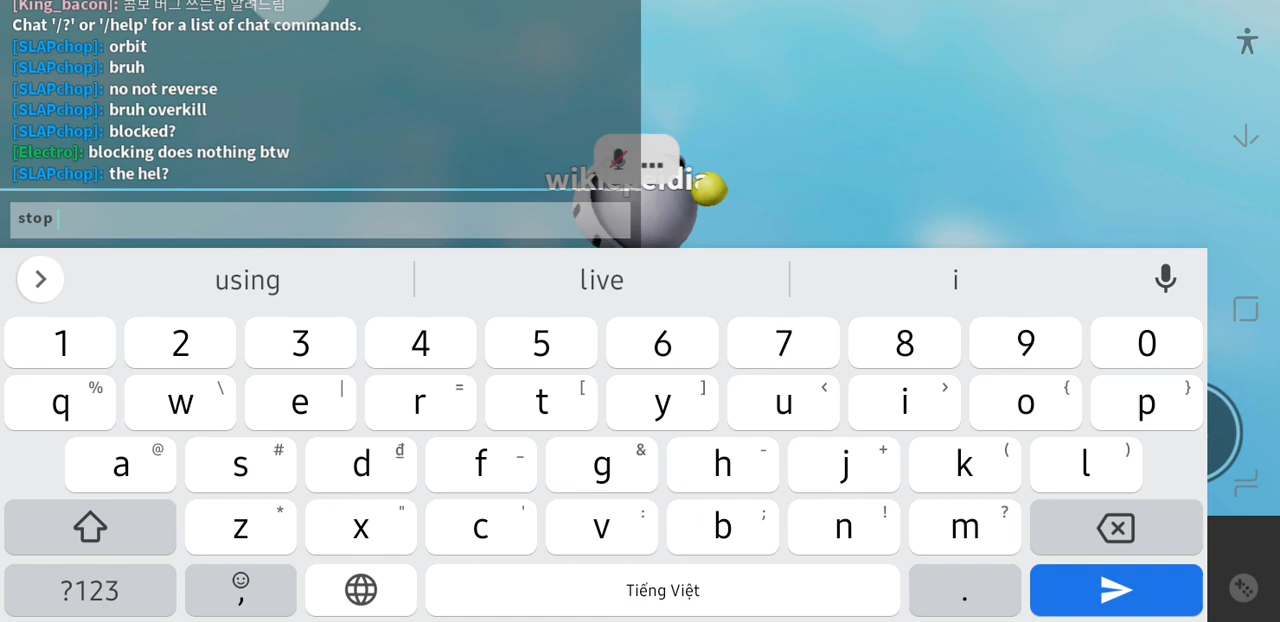 [King_bacon]: 콤보 버그 쓰는법 알려드림
Chat '/?' or '/help' for a list of chat commands.
[SLAPchop]: orbit
[SLAPchop]: bruh
[SLAPchop]: no not reverse
[SLAPchop]: bruh overkill
[SLAPchop]: blocked?
[Electro]: blocking does nothing btw
[SLAPchop]: the hel?
...
stop
using live i
1 2 3 4 5 6 7 8 9 0
q % w \ e | r = t [ y ] u < i > o { p }
a @ s # d ₫ f _ g & h - j + k ( l )
z * x " c ' v : b ; n ! m ?
?123 , Tiếng Việt .